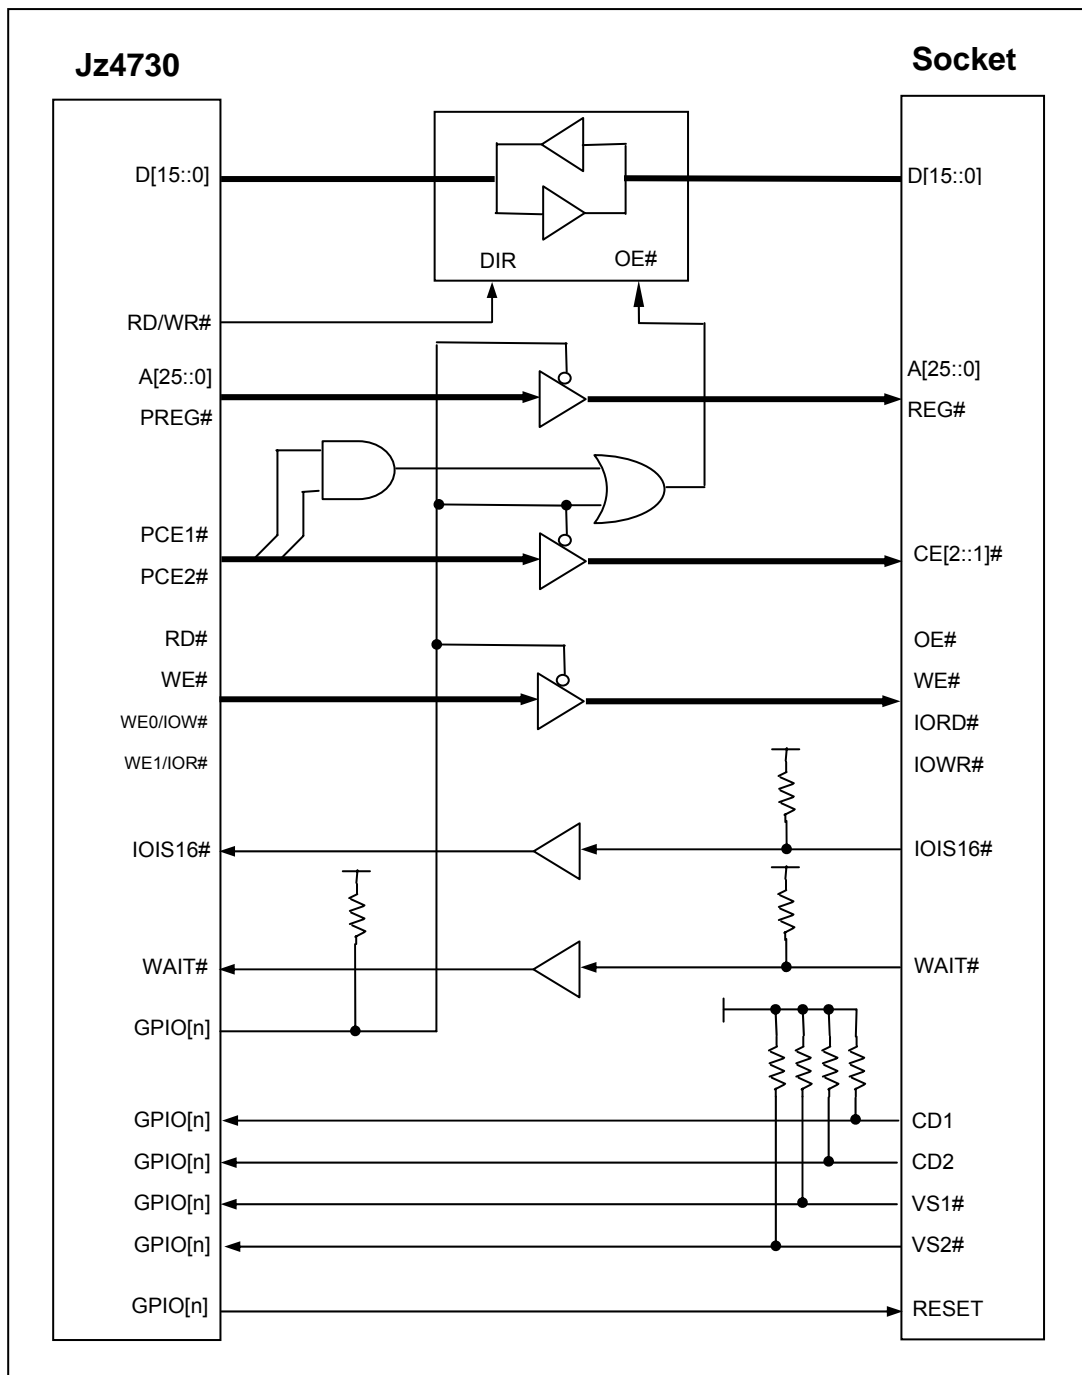 Jz4730
Socket
D[15::0]
D[15::0]
DIR
OE#
RD/WR#
A[25::0]
A[25::0]
PREG#
REG#
PCE1#
CE[2::1]#
PCE2#
RD#
OE#
WE#
WE#
WE0/IOW#
IORD#
WE1/IOR#
IOWR#
IOIS16#
IOIS16#
WAIT#
WAIT#
GPIO[n]
GPIO[n]
CD1
GPIO[n]
CD2
GPIO[n]
VS1#
GPIO[n]
VS2#
GPIO[n]
RESET